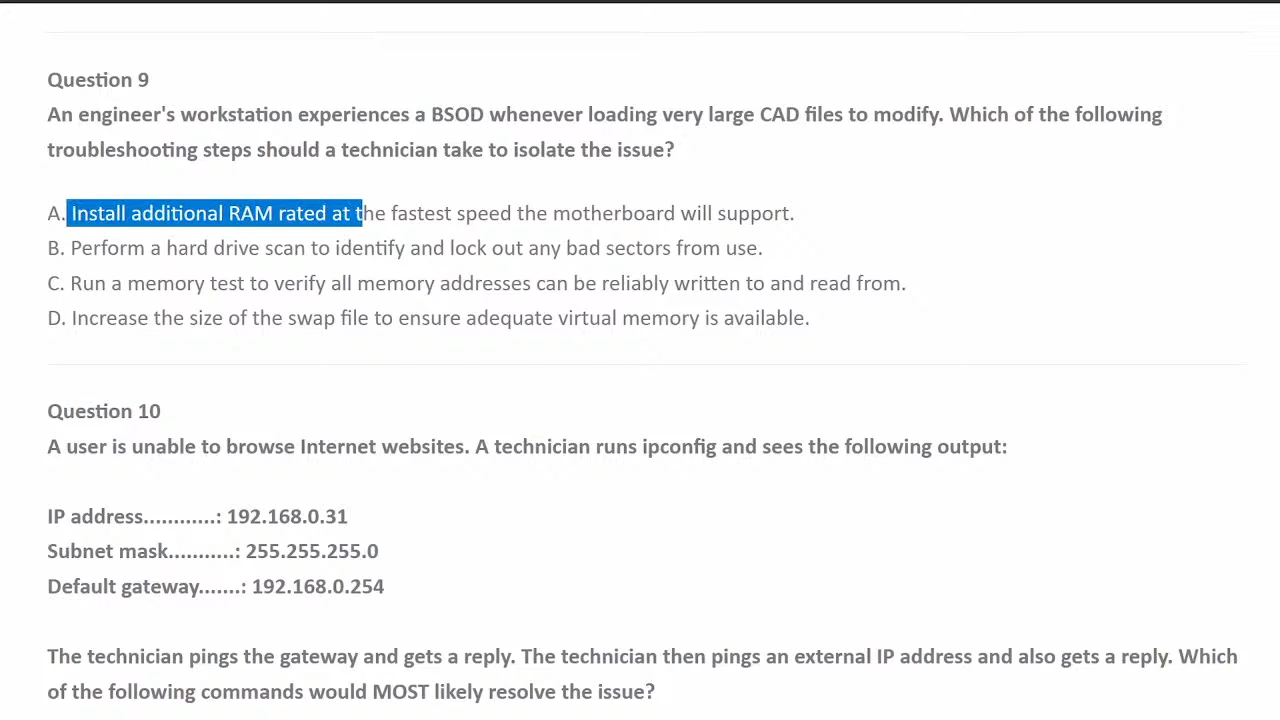 Question 9
An engineer's workstation experiences a BSOD whenever loading very large CAD files to modify. Which of the following
troubleshooting steps should a technician take to isolate the issue?
A. Install additional RAM rated at the fastest speed the motherboard will support.
B. Perform a hard drive scan to identify and lock out any bad sectors from use.
C. Run a memory test to verify all memory addresses can be reliably written to and read from.
D. Increase the size of the swap file to ensure adequate virtual memory is available.
Question 10
A user is unable to browse Internet websites. A technician runs ipconfig and sees the following output:
IP address............: 192.168.0.31
Subnet mask...........: 255.255.255.0
Default gateway.......: 192.168.0.254
The technician pings the gateway and gets a reply. The technician then pings an external IP address and also gets a reply. Which
of the following commands would MOST likely resolve the issue?